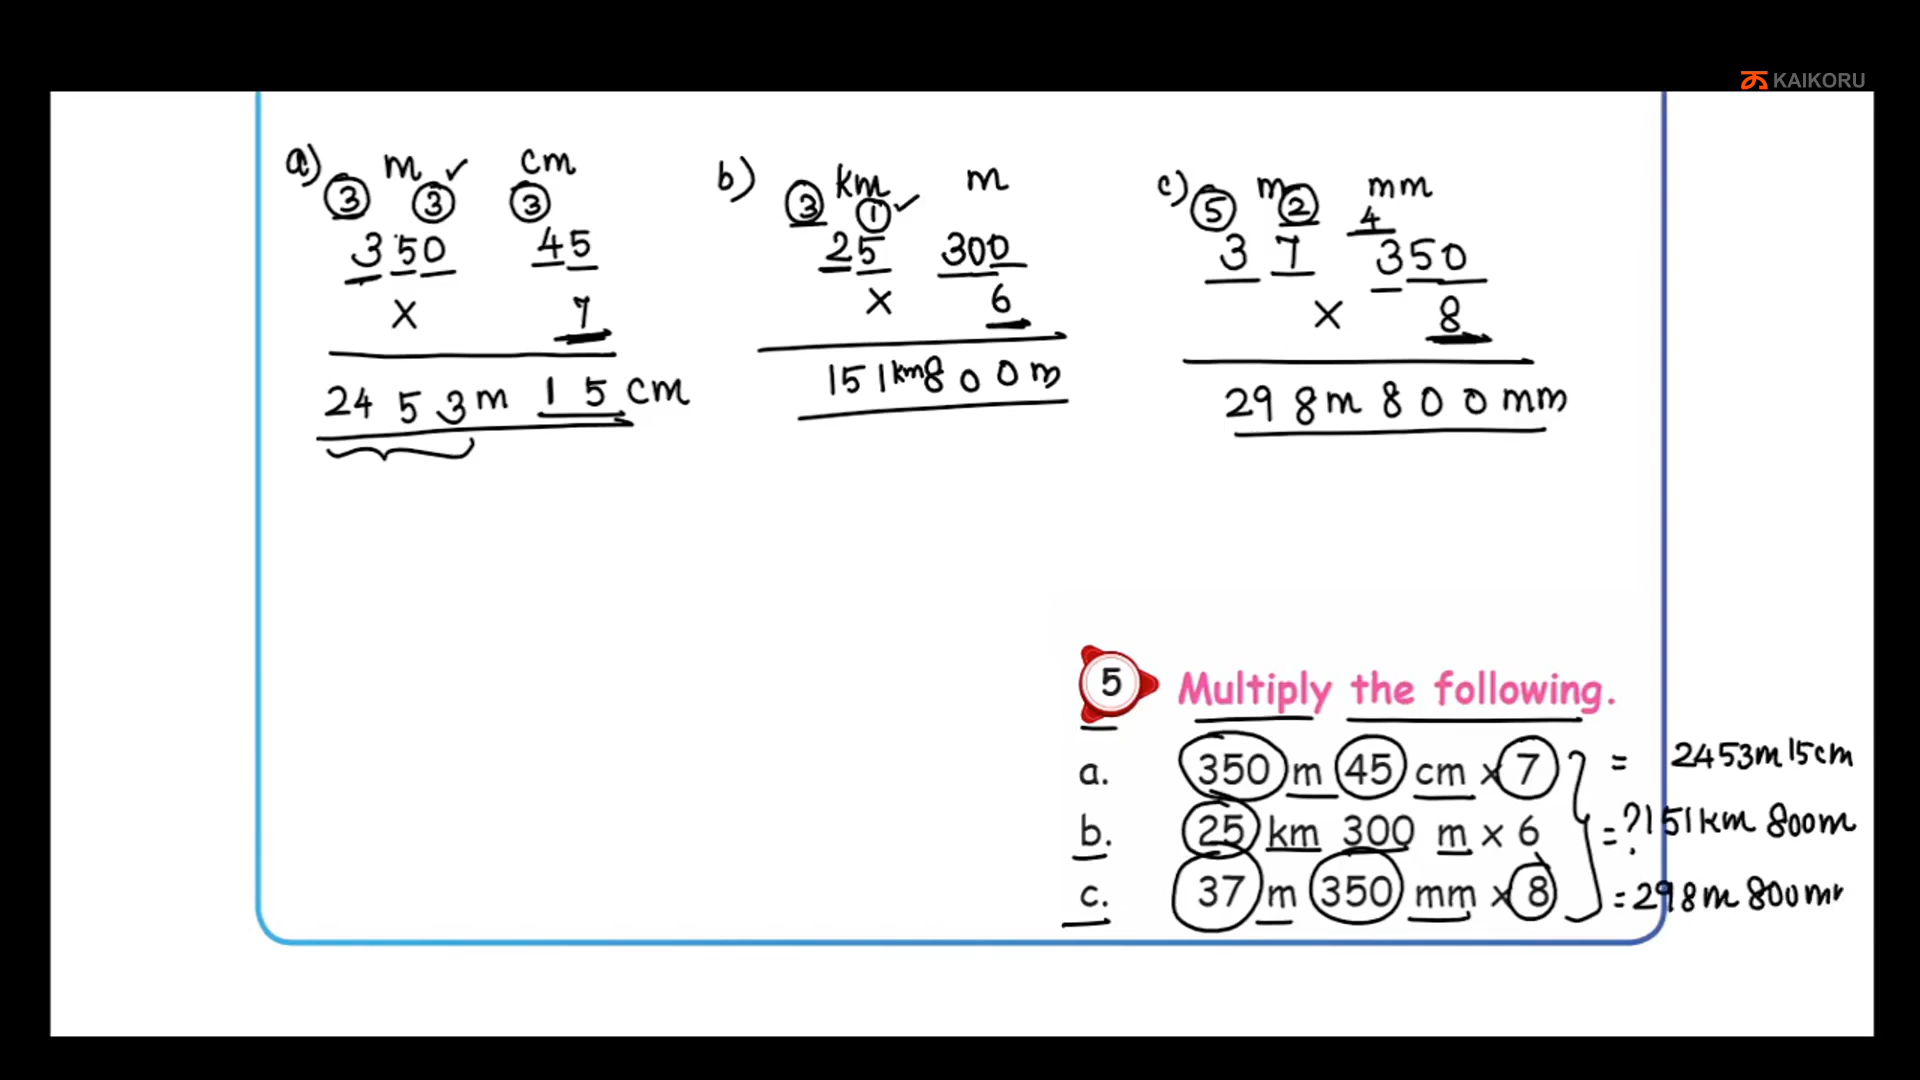 KAIKORU
a) m ✓ cm
3 3 3
350 45
× 7
2453m 15cm
b) km m
3 1 ✓
25 300
× 6
151km800m
c) m mm
5 2 4
37 350
× 8
298m 800mm
5 Multiply the following.
a. 350 m 45 cm × 7 = 2453m 15cm
b. 25 km 300 m × 6 = ? 151km 800m
c. 37 m 350 mm × 8 = 298m 800mm